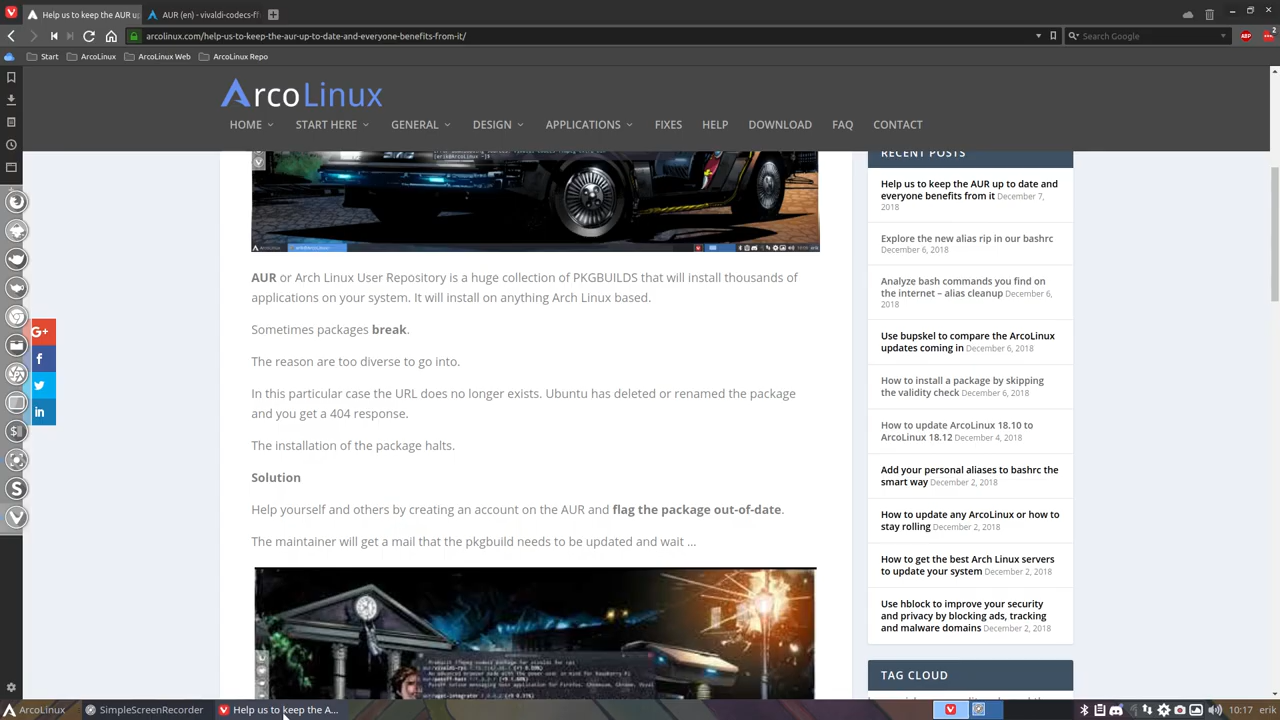 Help us to keep the AUR up
AUR (en) - vivaldi-codecs-ff
arcolinux.com/help-us-to-keep-the-aur-up-to-date-and-everyone-benefits-from-it/
Search Google
ABP
2
Start
ArcoLinux
ArcoLinux Web
ArcoLinux Repo
ArcoLinux
HOME
START HERE
GENERAL
DESIGN
APPLICATIONS
FIXES
HELP
DOWNLOAD
FAQ
CONTACT
RECENT POSTS
Help us to keep the AUR up to date and
everyone benefits from it December 7,
2018
Explore the new alias rip in our bashrc
December 6, 2018
Analyze bash commands you find on
the internet – alias cleanup December 6,
2018
Use bupskel to compare the ArcoLinux
updates coming in December 6, 2018
How to install a package by skipping
the validity check December 6, 2018
How to update ArcoLinux 18.10 to
ArcoLinux 18.12 December 4, 2018
Add your personal aliases to bashrc the
smart way December 2, 2018
How to update any ArcoLinux or how to
stay rolling December 2, 2018
How to get the best Arch Linux servers
to update your system December 2, 2018
Use hblock to improve your security
and privacy by blocking ads, tracking
and malware domains December 2, 2018
TAG CLOUD
AUR or Arch Linux User Repository is a huge collection of PKGBUILDS that will install thousands of
applications on your system. It will install on anything Arch Linux based.
Sometimes packages break.
The reason are too diverse to go into.
In this particular case the URL does no longer exists. Ubuntu has deleted or renamed the package
and you get a 404 response.
The installation of the package halts.
Solution
Help yourself and others by creating an account on the AUR and flag the package out-of-date.
The maintainer will get a mail that the pkgbuild needs to be updated and wait ...
G+
f
in
ArcoLinux
SimpleScreenRecorder
Help us to keep the A...
10:17
erik